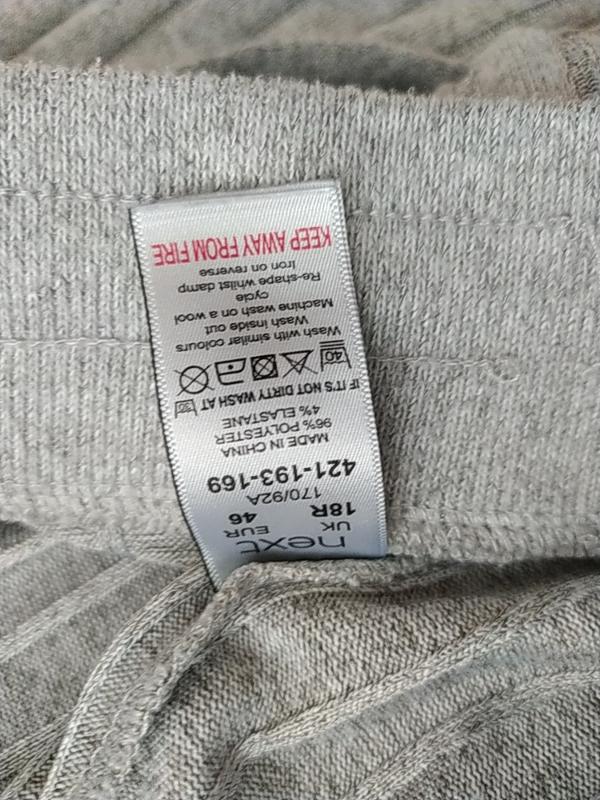 next
UK EUR
18R 46
170/92A
421-193-169
MADE IN CHINA
96% POLYESTER
4% ELASTANE
IF IT'S NOT DIRTY WASH AT 30
40
Wash with similar colours
Wash inside out
Machine wash on a wool
cycle
Re-shape whilst damp
Iron on reverse
KEEP AWAY FROM FIRE